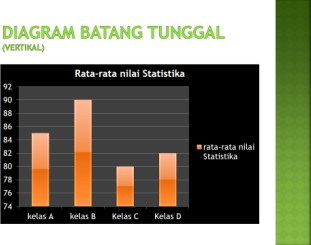 DIAGRAM BATANG TUNGGAL
(VERTIKAL)
Rata-rata nilai Statistika
92
90
88
86
84
82
80
78
76
74
kelas A kelas B Kelas C Kelas D
rata-rata nilai
Statistika